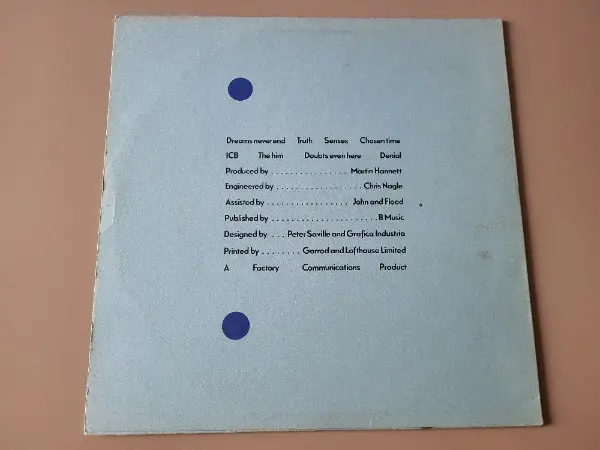 Dreams never end Truth Senses Chosen time
ICB The him Doubts even here Denial
Produced by . . . . . . . . . . . . . . . . Martin Hannett
Engineered by . . . . . . . . . . . . . . . . . . Chris Nagle
Assisted by . . . . . . . . . . . . . . . . . John and Flood
Published by . . . . . . . . . . . . . . . . . . . . . . B Music
Designed by . . . Peter Saville and Grafica Industria
Printed by . . . . . . . . Garrod and Lofthouse Limited
A Factory Communications Product